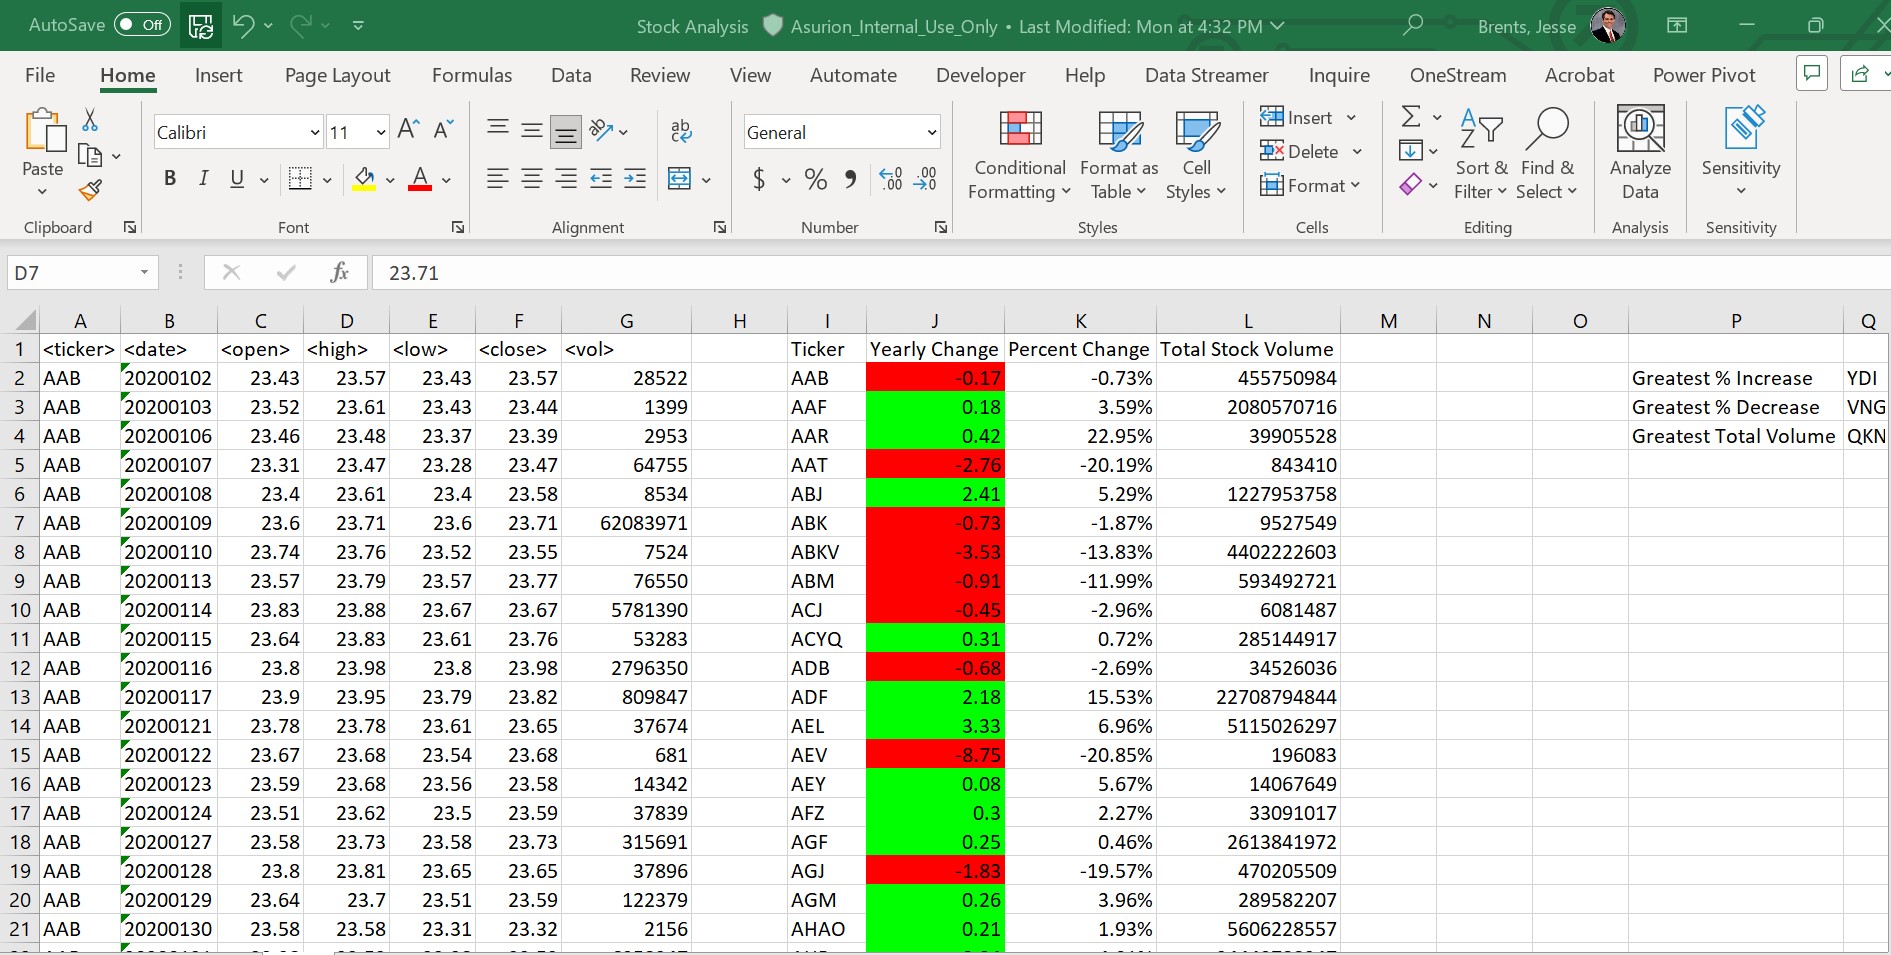 AutoSave Off Stock Analysis Asurion_Internal_Use_Only • Last Modified: Mon at 4:32 PM Brents, Jesse
File Home Insert Page Layout Formulas Data Review View Automate Developer Help Data Streamer Inquire OneStream Acrobat Power Pivot
Calibri 11 General Insert
Delete
Format
Paste Conditional Formatting Format as Table Cell Styles Sort & Filter Find & Select Analyze Data Sensitivity
Clipboard Font Alignment Number Styles Cells Editing Analysis Sensitivity
D7 fx 23.71
A B C D E F G H I J K L M N O P Q
1 <ticker> <date> <open> <high> <low> <close> <vol> Ticker Yearly Change Percent Change Total Stock Volume
2 AAB 20200102 23.43 23.57 23.43 23.57 28522 AAB -0.17 -0.73% 455750984 Greatest % Increase YDI
3 AAB 20200103 23.52 23.61 23.43 23.44 1399 AAF 0.18 3.59% 2080570716 Greatest % Decrease VNG
4 AAB 20200106 23.46 23.48 23.37 23.39 2953 AAR 0.42 22.95% 39905528 Greatest Total Volume QKN
5 AAB 20200107 23.31 23.47 23.28 23.47 64755 AAT -2.76 -20.19% 843410
6 AAB 20200108 23.4 23.61 23.4 23.58 8534 ABJ 2.41 5.29% 1227953758
7 AAB 20200109 23.6 23.71 23.6 23.71 62083971 ABK -0.73 -1.87% 9527549
8 AAB 20200110 23.74 23.76 23.52 23.55 7524 ABKV -3.53 -13.83% 4402222603
9 AAB 20200113 23.57 23.79 23.57 23.77 76550 ABM -0.91 -11.99% 593492721
10 AAB 20200114 23.83 23.88 23.67 23.67 5781390 ACJ -0.45 -2.96% 6081487
11 AAB 20200115 23.64 23.83 23.61 23.76 53283 ACYQ 0.31 0.72% 285144917
12 AAB 20200116 23.8 23.98 23.8 23.98 2796350 ADB -0.68 -2.69% 34526036
13 AAB 20200117 23.9 23.95 23.79 23.82 809847 ADF 2.18 15.53% 22708794844
14 AAB 20200121 23.78 23.78 23.61 23.65 37674 AEL 3.33 6.96% 5115026297
15 AAB 20200122 23.67 23.68 23.54 23.68 681 AEV -8.75 -20.85% 196083
16 AAB 20200123 23.59 23.68 23.56 23.58 14342 AEY 0.08 5.67% 14067649
17 AAB 20200124 23.51 23.62 23.5 23.59 37839 AFZ 0.3 2.27% 33091017
18 AAB 20200127 23.58 23.73 23.58 23.73 315691 AGF 0.25 0.46% 2613841972
19 AAB 20200128 23.8 23.81 23.65 23.65 37896 AGJ -1.83 -19.57% 470205509
20 AAB 20200129 23.64 23.7 23.51 23.59 122379 AGM 0.26 3.96% 289582207
21 AAB 20200130 23.58 23.58 23.31 23.32 2156 AHAO 0.21 1.93% 5606228557